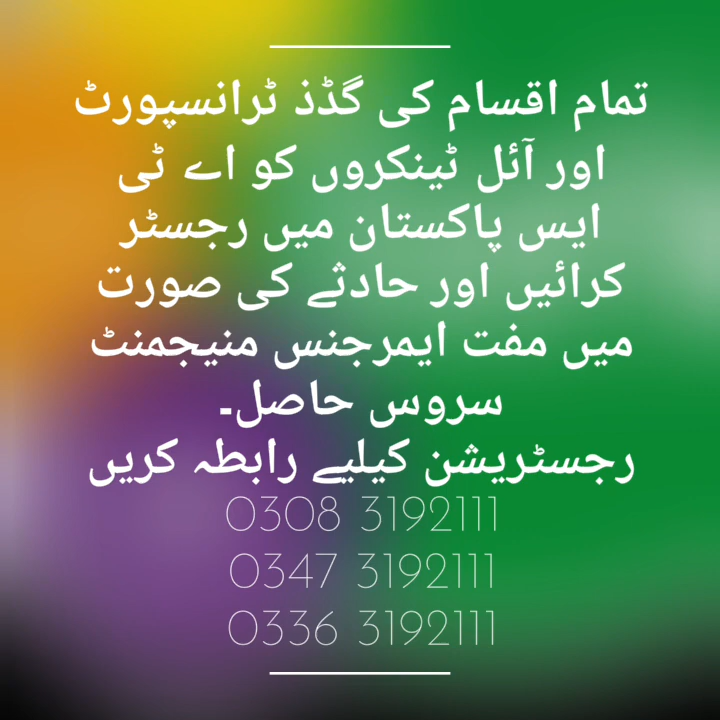 تمام اقسام کی گڈذ ٹرانسپورٹ
اور آئل ٹینکروں کو اے ٹی
ایس پاکستان میں رجسٹر
کرائیں اور حادثے کی صورت
میں مفت ایمرجنس منیجمنٹ
سروس حاصل۔
رجسٹریشن کیلیے رابطہ کریں
0308 3192111
0347 3192111
0336 3192111